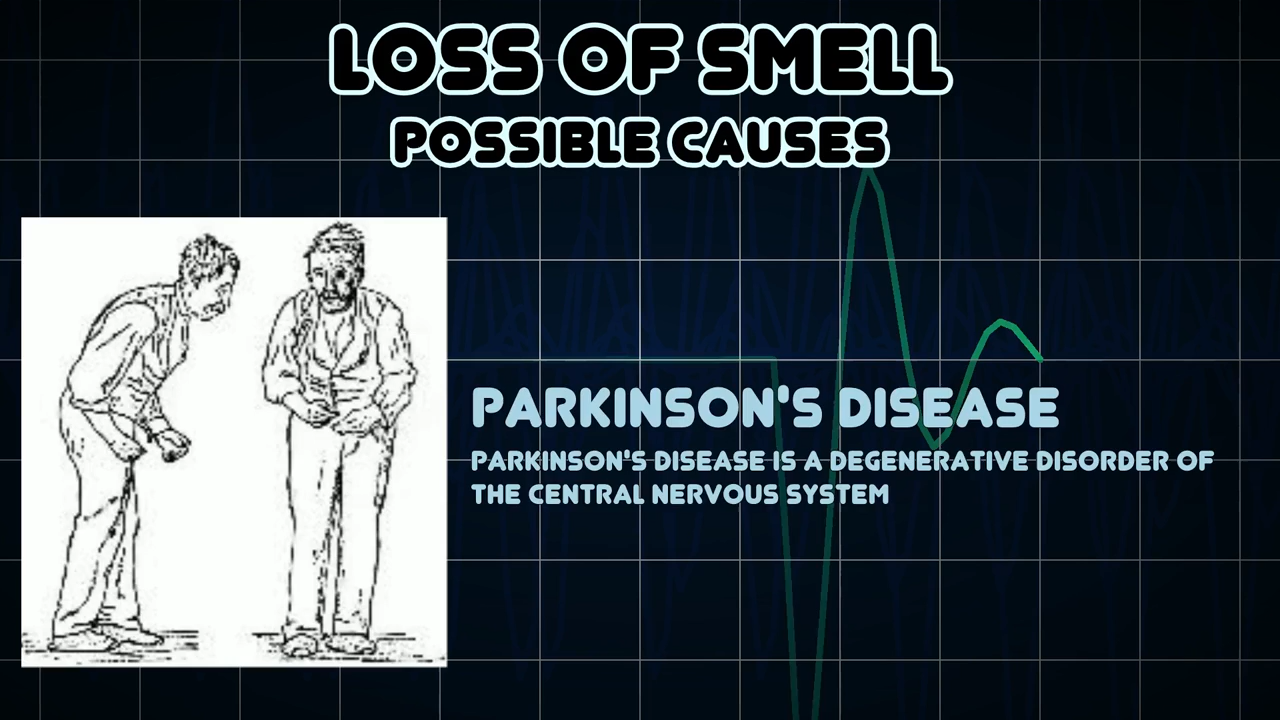 LOSS OF SMELL
POSSIBLE CAUSES
PARKINSON'S DISEASE
PARKINSON'S DISEASE IS A DEGENERATIVE DISORDER OF
THE CENTRAL NERVOUS SYSTEM